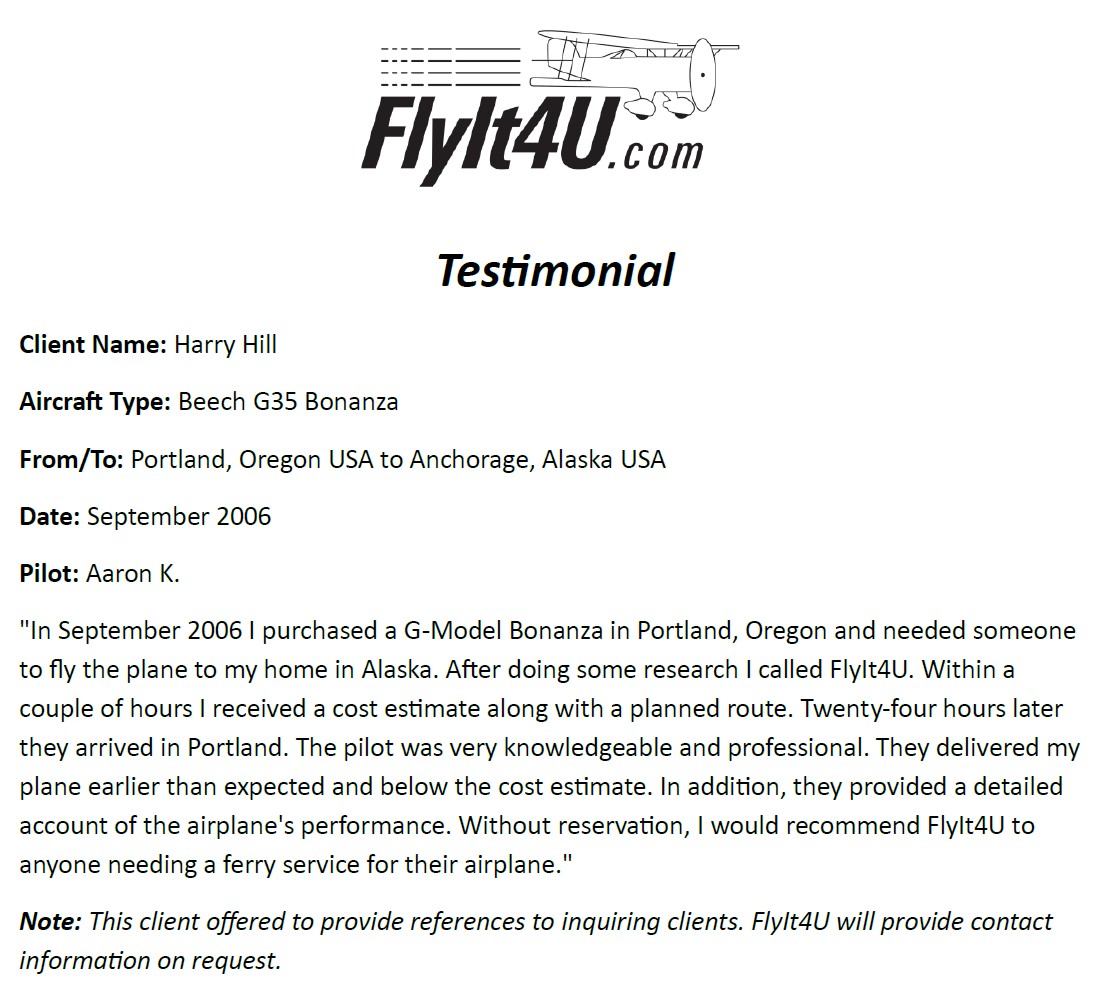 FlyIt4U.com
Testimonial
Client Name: Harry Hill
Aircraft Type: Beech G35 Bonanza
From/To: Portland, Oregon USA to Anchorage, Alaska USA
Date: September 2006
Pilot: Aaron K.
"In September 2006 I purchased a G-Model Bonanza in Portland, Oregon and needed someone
to fly the plane to my home in Alaska. After doing some research I called FlyIt4U. Within a
couple of hours I received a cost estimate along with a planned route. Twenty-four hours later
they arrived in Portland. The pilot was very knowledgeable and professional. They delivered my
plane earlier than expected and below the cost estimate. In addition, they provided a detailed
account of the airplane's performance. Without reservation, I would recommend FlyIt4U to
anyone needing a ferry service for their airplane."
Note: This client offered to provide references to inquiring clients. FlyIt4U will provide contact
information on request.